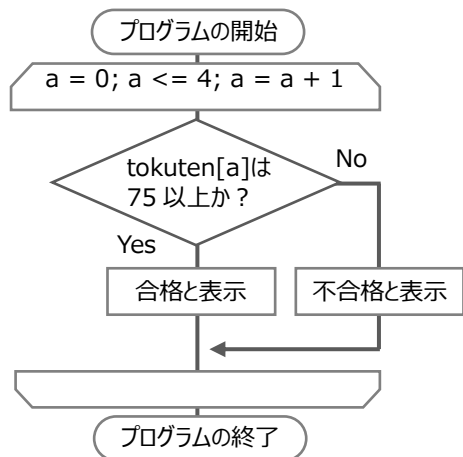 プログラムの開始
a = 0; a <= 4; a = a + 1
tokuten[a]は
75 以上か？
No
Yes
合格と表示
不合格と表示
プログラムの終了